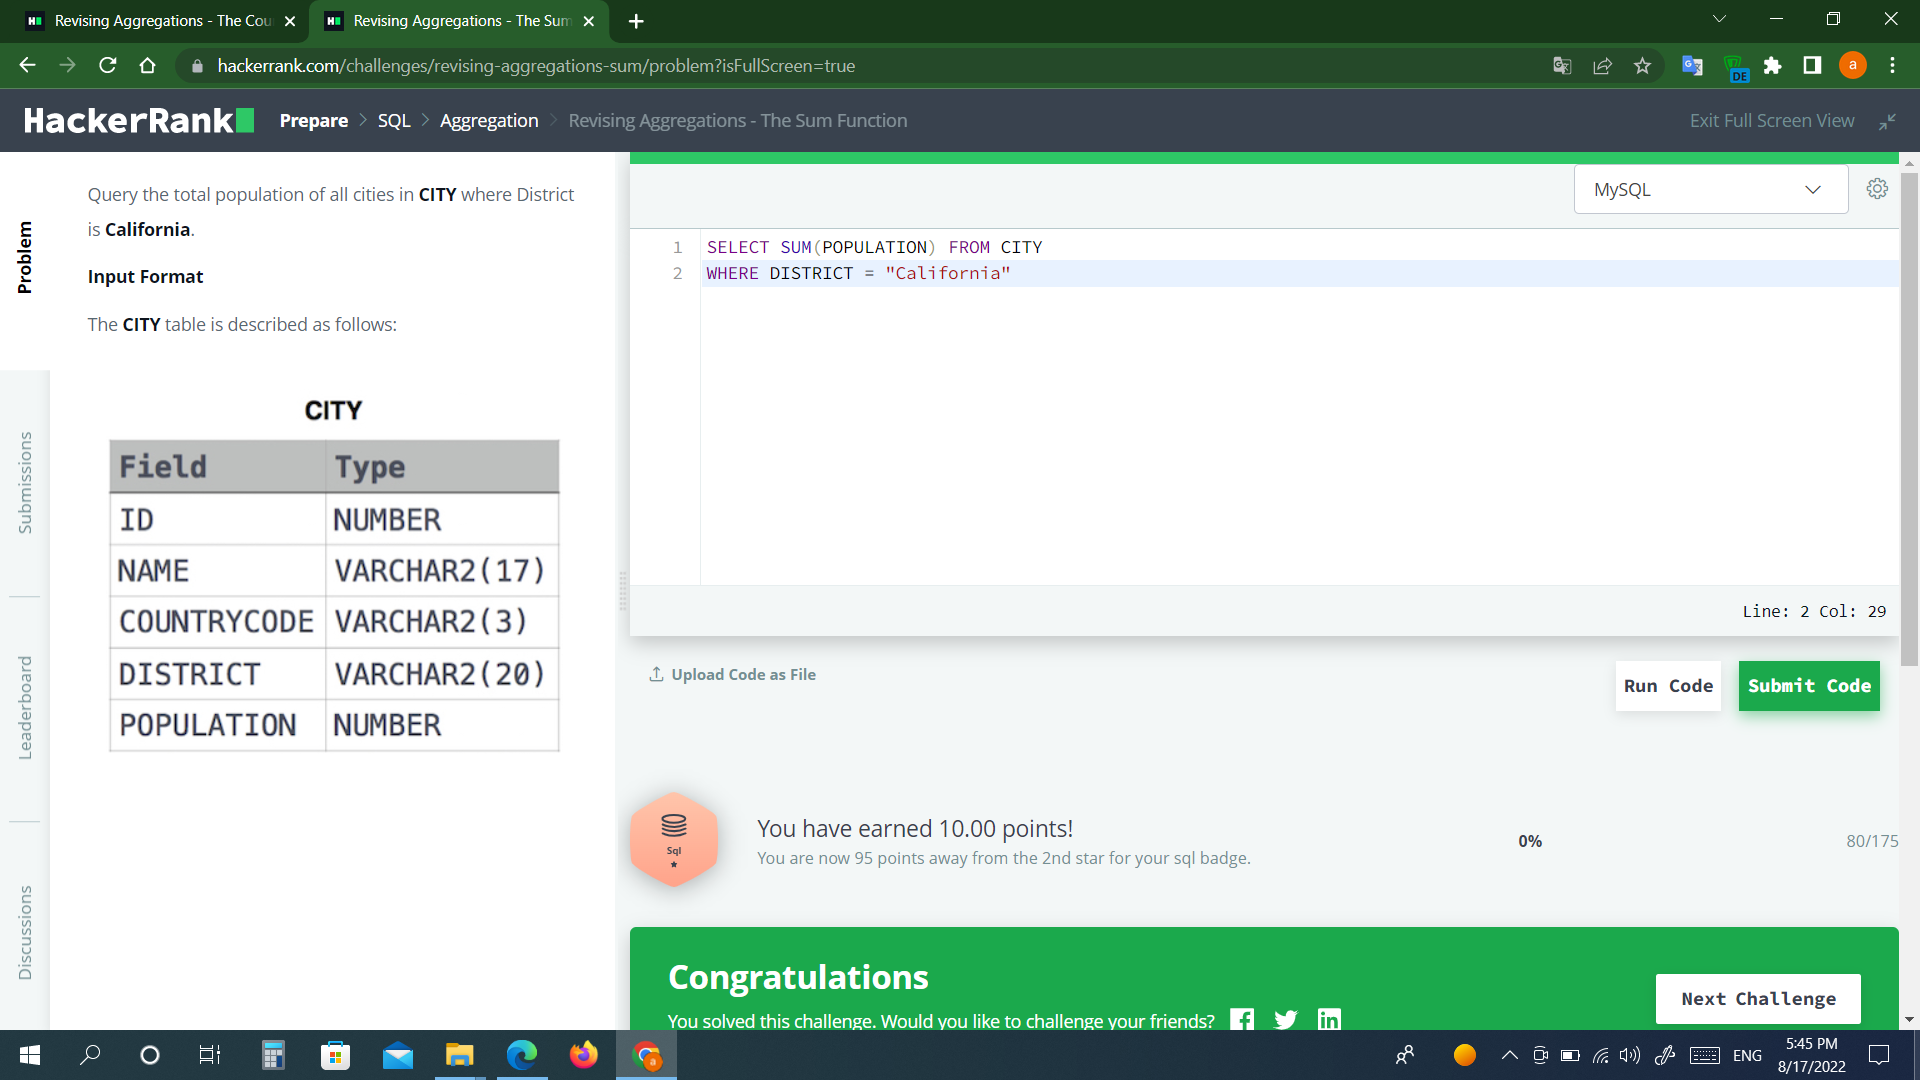 Revising Aggregations - The Cou
Revising Aggregations - The Sum
hackerrank.com/challenges/revising-aggregations-sum/problem?isFullScreen=true
DE
a
HackerRank
Prepare > SQL > Aggregation > Revising Aggregations - The Sum Function
Exit Full Screen View
Problem
Submissions
Leaderboard
Discussions
Query the total population of all cities in CITY where District
is California.
Input Format
The CITY table is described as follows:
CITY
Field Type
ID NUMBER
NAME VARCHAR2(17)
COUNTRYCODE VARCHAR2(3)
DISTRICT VARCHAR2(20)
POPULATION NUMBER
MySQL
1 SELECT SUM(POPULATION) FROM CITY
2 WHERE DISTRICT = "California"
Line: 2 Col: 29
Upload Code as File
Run Code
Submit Code
Sql
You have earned 10.00 points!
You are now 95 points away from the 2nd star for your sql badge.
0%
80/175
Congratulations
You solved this challenge. Would you like to challenge your friends?
Next Challenge
ENG
5:45 PM
8/17/2022